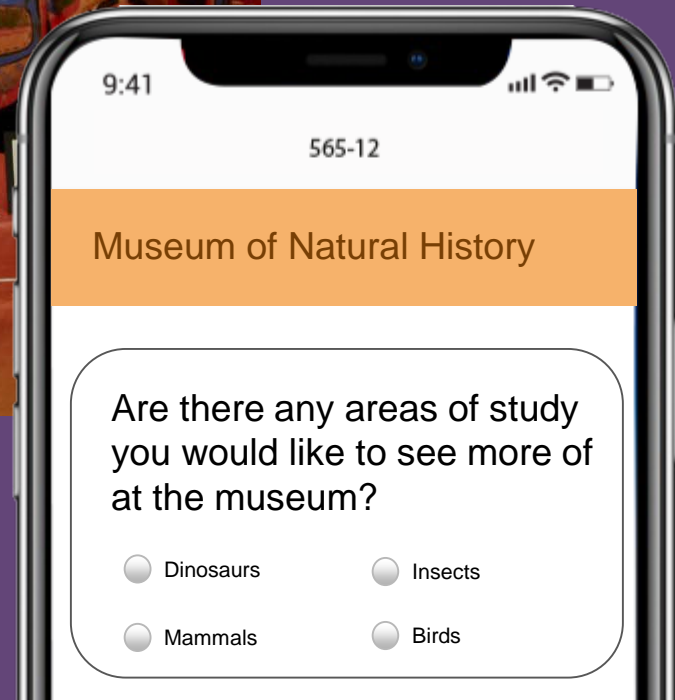 9:41
565-12
Museum of Natural History
Are there any areas of study
you would like to see more of
at the museum?
Dinosaurs
Insects
Mammals
Birds